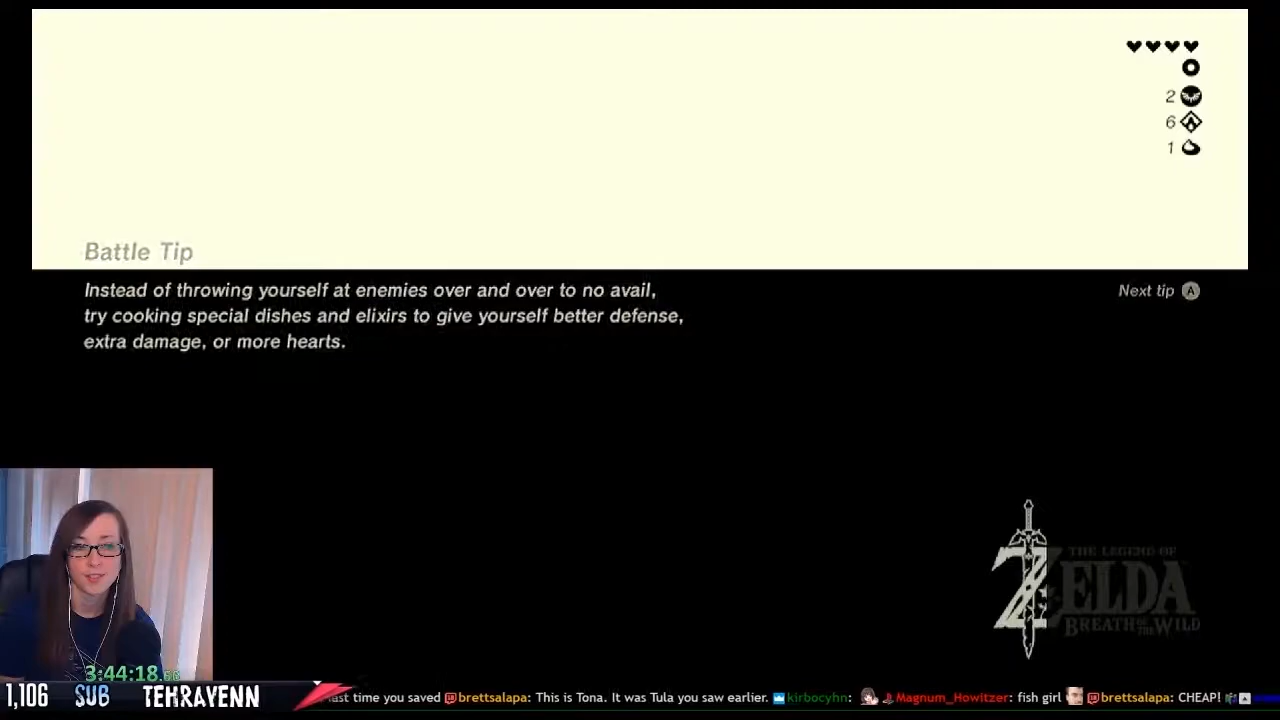 2
6
1
Battle Tip
Instead of throwing yourself at enemies over and over to no avail,
try cooking special dishes and elixirs to give yourself better defense,
extra damage, or more hearts.
Next tip A
THE LEGEND OF
ZELDA
BREATH OF THE WILD
3:44:18
1,106 SUB TEHRAVENN
last time you saved brettsalapa: This is Tona. It was Tula you saw earlier. kirbocyhn: Magnum_Howitzer: fish girl brettsalapa: CHEAP!